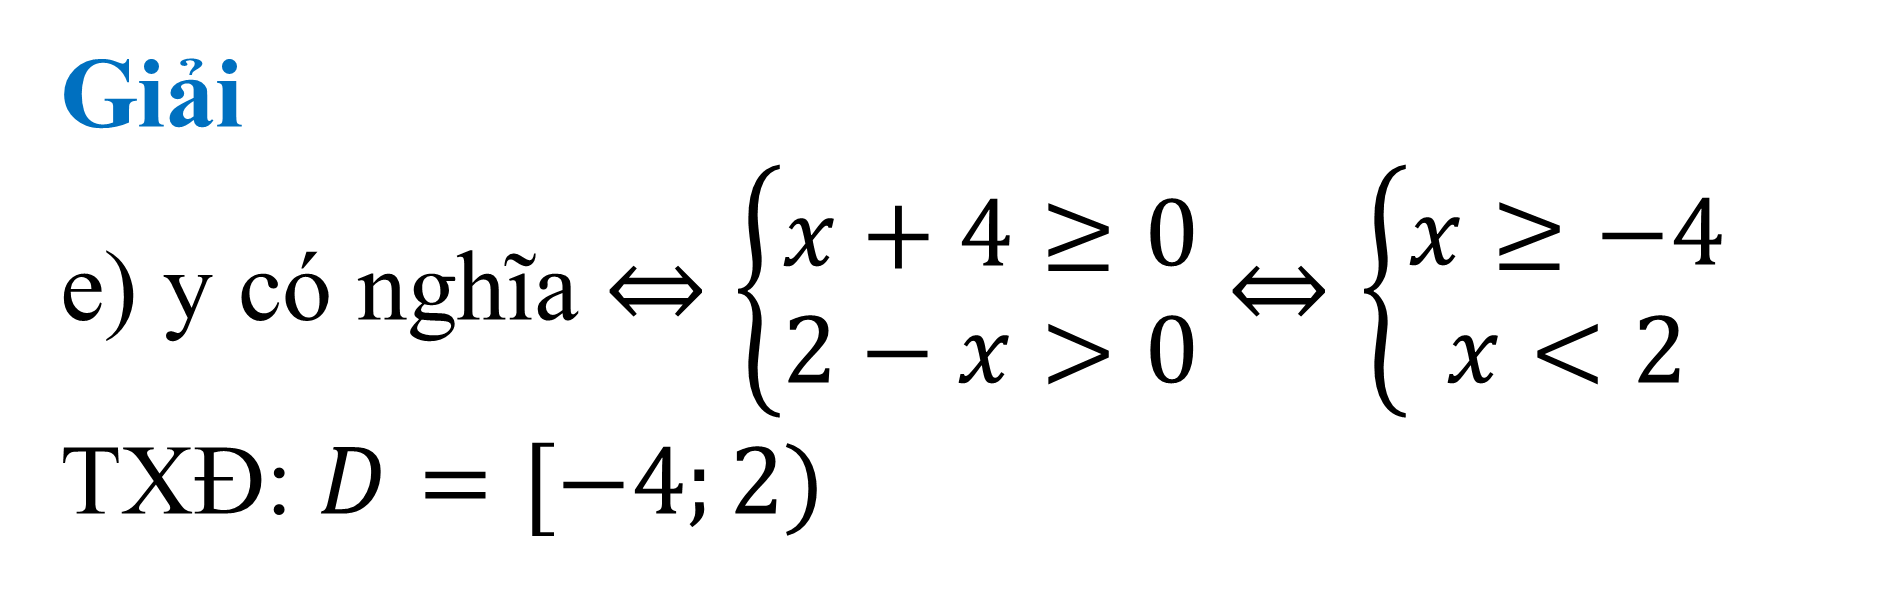 Giải
e) y có nghĩa ⇔ {x + 4 ≥ 0 ⇔ {x ≥ −4
2 − x > 0 x < 2
TXĐ: D = [−4; 2)